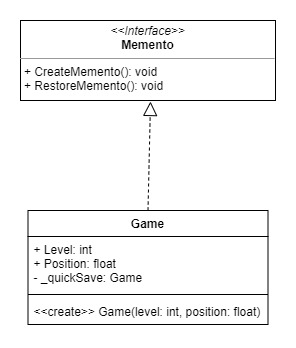 <<Interface>>
Memento
+ CreateMemento(): void
+ RestoreMemento(): void
Game
+ Level: int
+ Position: float
- _quickSave: Game
<<create>> Game(level: int, position: float)